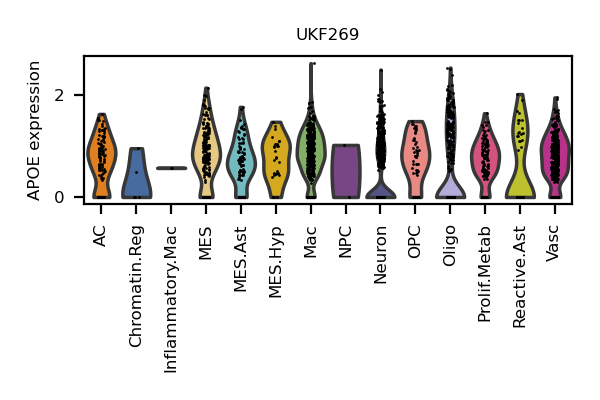 UKF269
APOE expression
2
0
AC
Chromatin.Reg
Inflammatory.Mac
MES
MES.Ast
MES.Hyp
Mac
NPC
Neuron
OPC
Oligo
Prolif.Metab
Reactive.Ast
Vasc